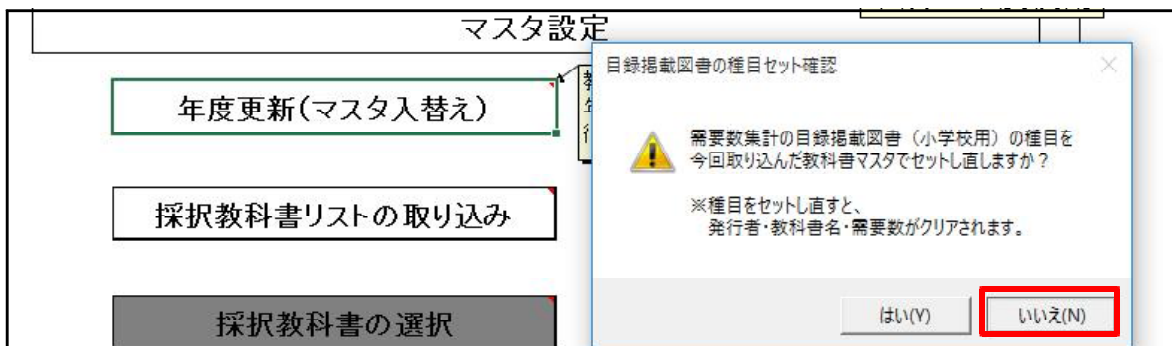 マスタ設定
年度更新(マスタ入替え)
採択教科書リストの取り込み
採択教科書の選択
目録掲載図書の種目セット確認
需要数集計の目録掲載図書（小学校用）の種目を
今回取り込んだ教科書マスタでセットし直しますか？
※種目をセットし直すと、
発行者・教科書名・需要数がクリアされます。
はい(Y)
いいえ(N)